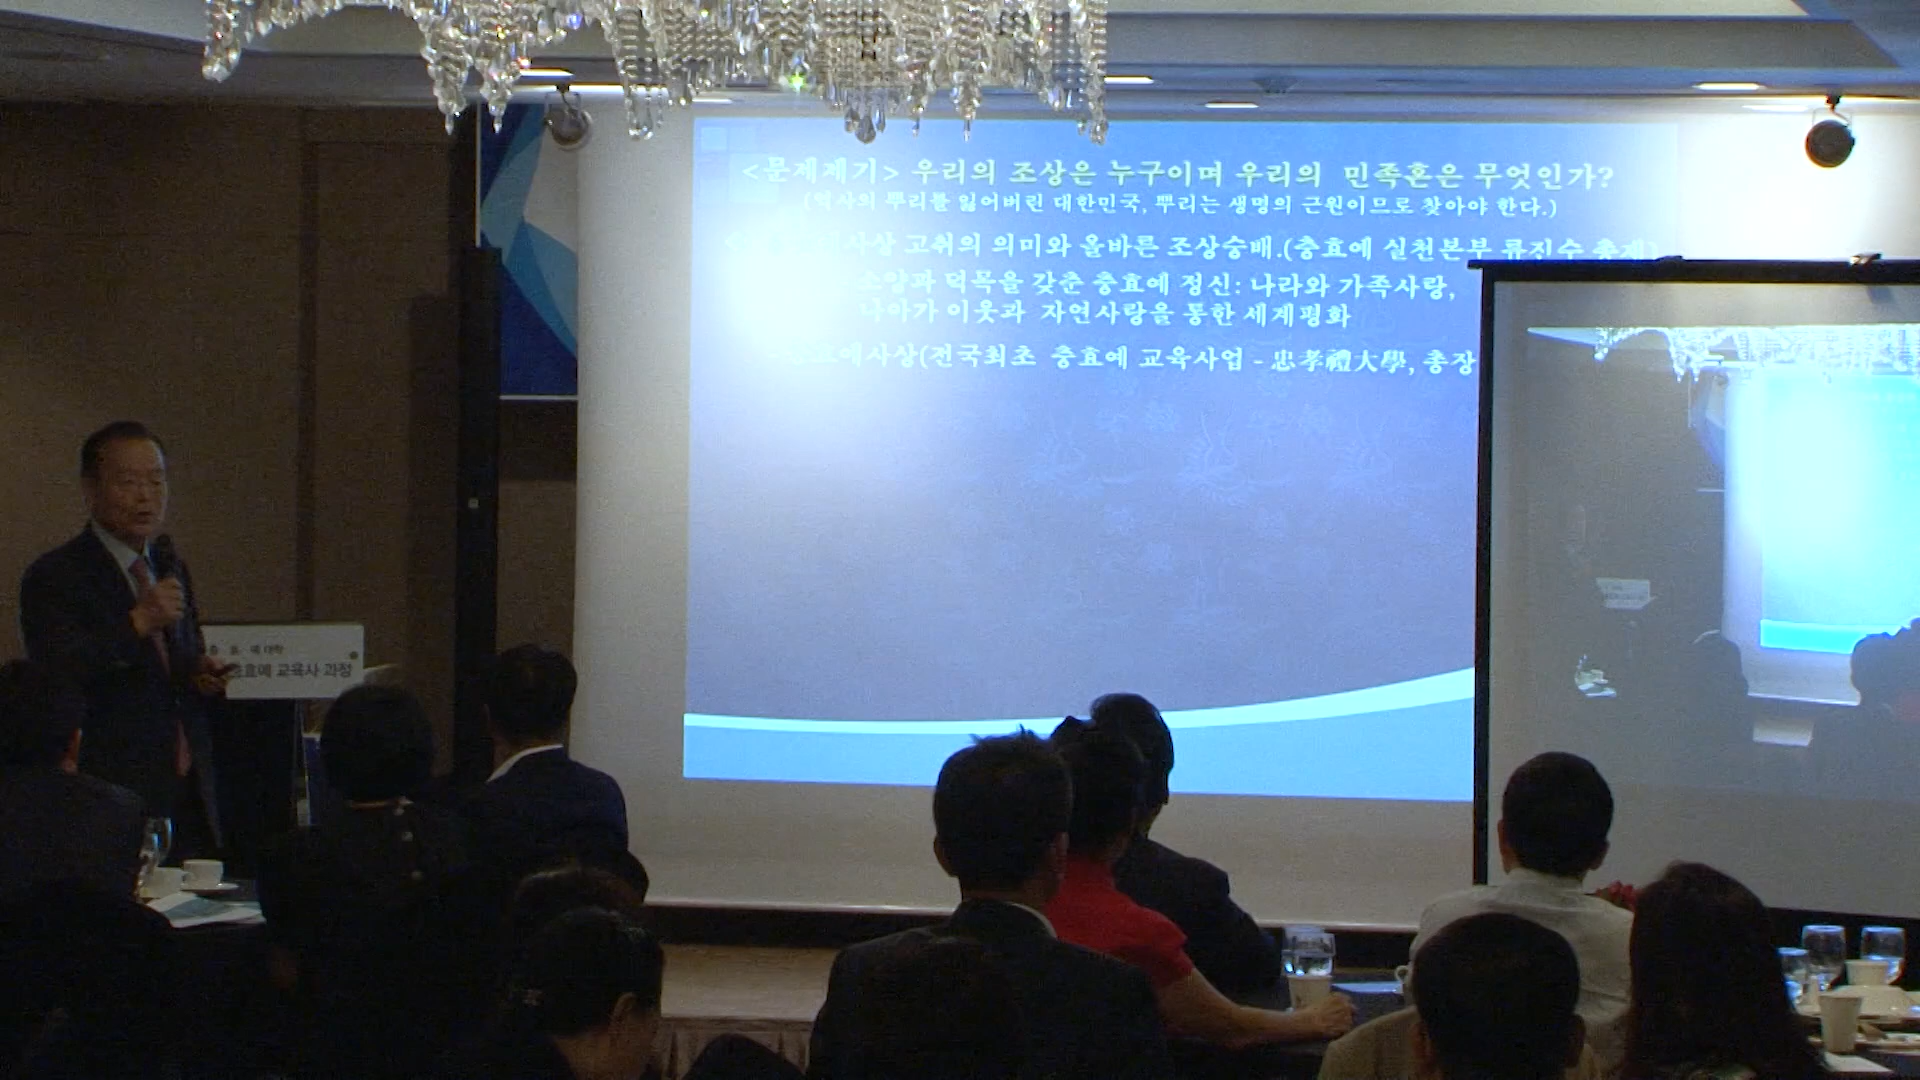 <문제제기> 우리의 조상은 누구이며 우리의 민족혼은 무엇인가?
(역사의 뿌리를 잃어버린 대한민국, 뿌리는 생명의 근원이므로 찾아야 한다.)
고취의 의미와 올바른 조상숭배.(충효예 실천본부 류진수 총재)
소양과 덕목을 갖춘 충효예 정신: 나라와 가족사랑,
나아가 이웃과 자연사랑을 통한 세계평화
(전국최초 충효예 교육사업 - 忠孝禮大學, 총장
충 효 예 대학
충효예 교육사 과정